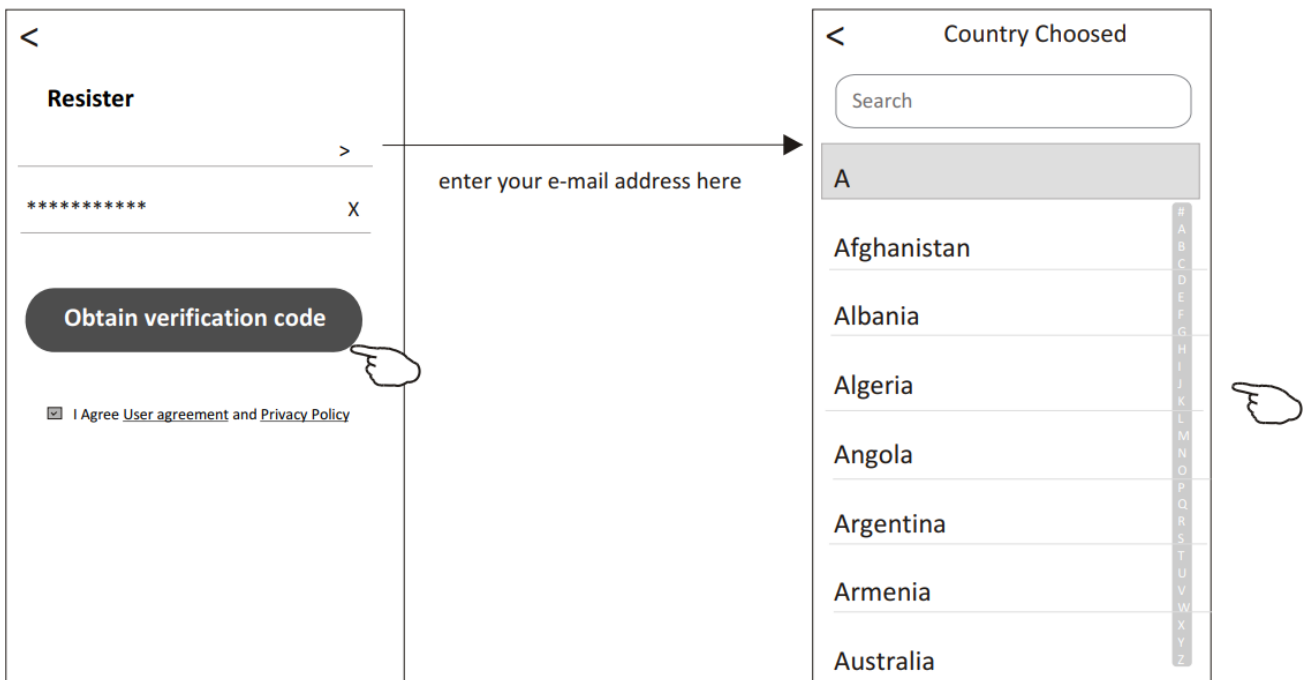 <
Resister
>
*********** X
Obtain verification code
I Agree User agreement and Privacy Policy
enter your e-mail address here
< Country Choosed
Search
A
Afghanistan
Albania
Algeria
Angola
Argentina
Armenia
Australia
#
A
B
C
D
E
F
G
H
I
J
K
L
M
N
O
P
Q
R
S
T
U
V
W
X
Y
Z